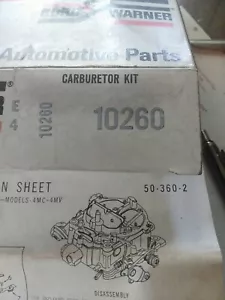 WARNER
Automotive Parts
CARBURETOR KIT
E
4
10260
10260
N SHEET
50-360-2
-MODELS-4MC-4MV
DISASSEMBLY